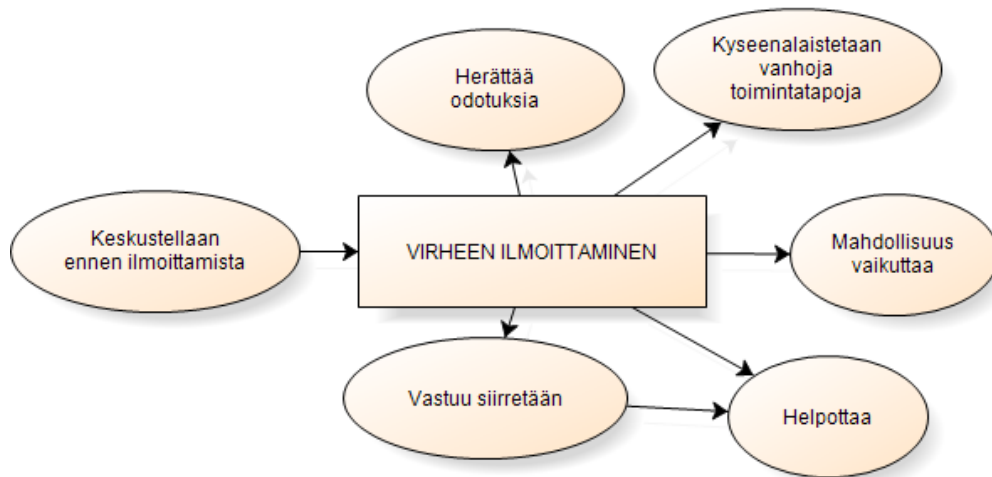 Herättää
odotuksia
Kyseenalaistetaan
vanhoja
toimintatapoja
Keskustellaan
ennen ilmoittamista
VIRHEEN ILMOITTAMINEN
Mahdollisuus
vaikuttaa
Vastuu siirretään
Helpottaa